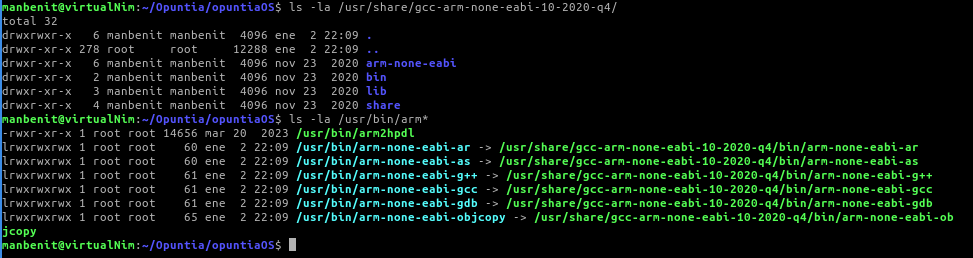 manbenit@virtualNim:~/Opuntia/opuntiaOS$ ls -la /usr/share/gcc-arm-none-eabi-10-2020-q4/
total 32
drwxrwxr-x   6 manbenit manbenit  4096 ene  2 22:09 .
drwxr-xr-x 278 root     root     12288 ene  2 22:09 ..
drwxr-xr-x   6 manbenit manbenit  4096 nov 23  2020 arm-none-eabi
drwxr-xr-x   2 manbenit manbenit  4096 nov 23  2020 bin
drwxr-xr-x   3 manbenit manbenit  4096 nov 23  2020 lib
drwxr-xr-x   4 manbenit manbenit  4096 nov 23  2020 share
manbenit@virtualNim:~/Opuntia/opuntiaOS$ ls -la /usr/bin/arm*
-rwxr-xr-x 1 root root 14656 mar 20  2023 /usr/bin/arm2hpdl
lrwxrwxrwx 1 root root    60 ene  2 22:09 /usr/bin/arm-none-eabi-ar -> /usr/share/gcc-arm-none-eabi-10-2020-q4/bin/arm-none-eabi-ar
lrwxrwxrwx 1 root root    60 ene  2 22:09 /usr/bin/arm-none-eabi-as -> /usr/share/gcc-arm-none-eabi-10-2020-q4/bin/arm-none-eabi-as
lrwxrwxrwx 1 root root    61 ene  2 22:09 /usr/bin/arm-none-eabi-g++ -> /usr/share/gcc-arm-none-eabi-10-2020-q4/bin/arm-none-eabi-g++
lrwxrwxrwx 1 root root    61 ene  2 22:09 /usr/bin/arm-none-eabi-gcc -> /usr/share/gcc-arm-none-eabi-10-2020-q4/bin/arm-none-eabi-gcc
lrwxrwxrwx 1 root root    61 ene  2 22:09 /usr/bin/arm-none-eabi-gdb -> /usr/share/gcc-arm-none-eabi-10-2020-q4/bin/arm-none-eabi-gdb
lrwxrwxrwx 1 root root    65 ene  2 22:09 /usr/bin/arm-none-eabi-objcopy -> /usr/share/gcc-arm-none-eabi-10-2020-q4/bin/arm-none-eabi-ob
jcopy
manbenit@virtualNim:~/Opuntia/opuntiaOS$